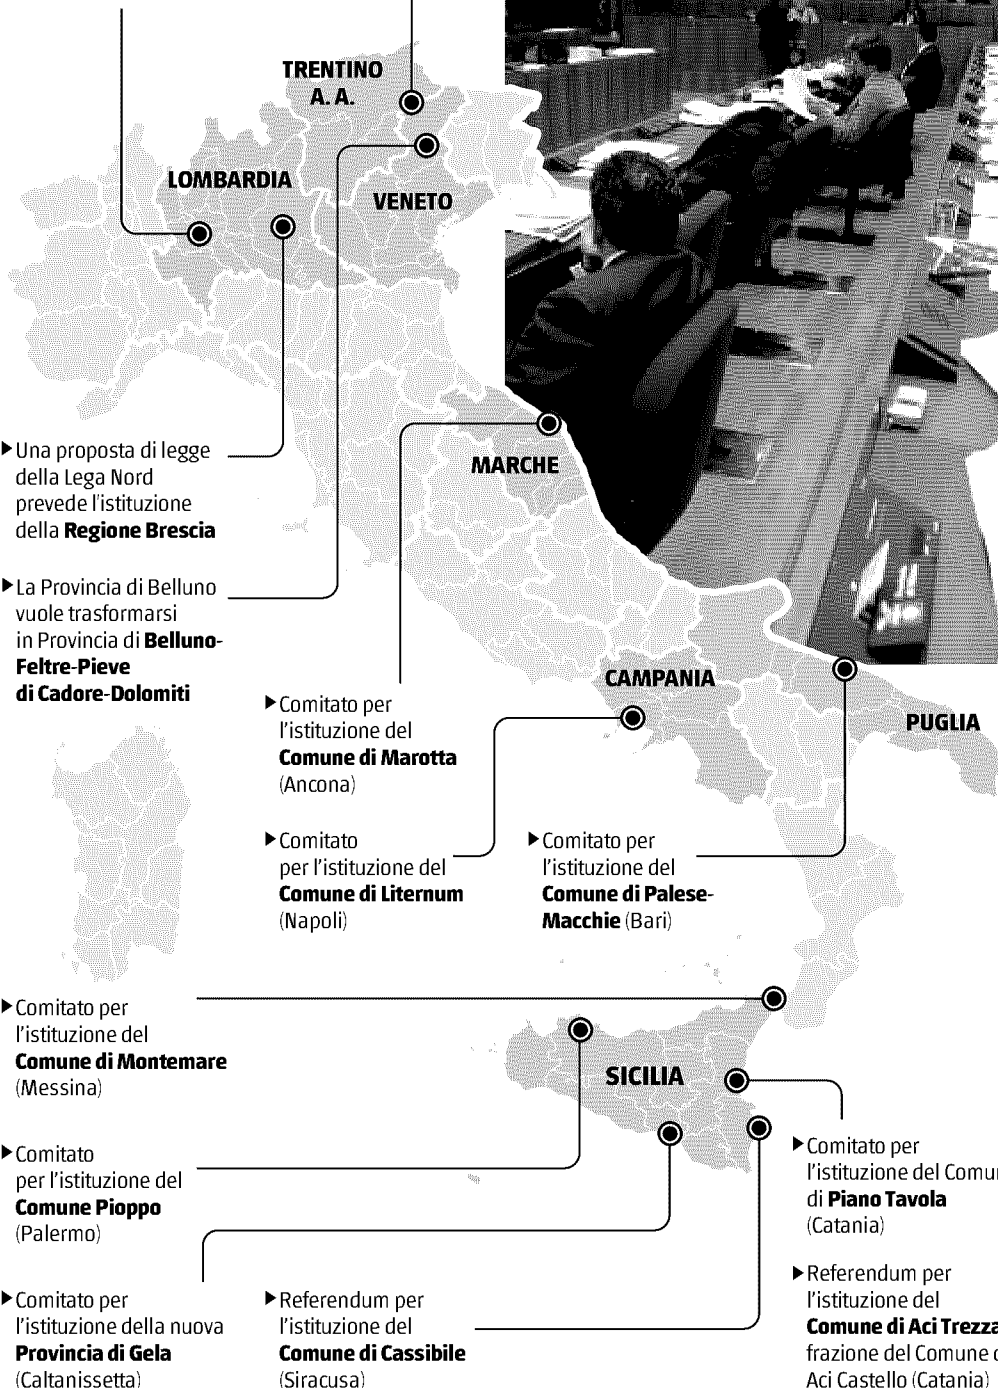 TRENTINO
A. A.
LOMBARDIA
VENETO
MARCHE
CAMPANIA
PUGLIA
SICILIA
▶Una proposta di legge
della Lega Nord
prevede l'istituzione
della Regione Brescia
▶La Provincia di Belluno
vuole trasformarsi
in Provincia di Belluno-
Feltre-Pieve
di Cadore-Dolomiti
▶Comitato per
l'istituzione del
Comune di Marotta
(Ancona)
▶Comitato
per l'istituzione del
Comune di Liternum
(Napoli)
▶Comitato per
l'istituzione del
Comune di Palese-
Macchie (Bari)
▶Comitato per
l'istituzione del
Comune di Montemare
(Messina)
▶Comitato
per l'istituzione del
Comune Pioppo
(Palermo)
▶Comitato per
l'istituzione della nuova
Provincia di Gela
(Caltanissetta)
▶Referendum per
l'istituzione del
Comune di Cassibile
(Siracusa)
▶Comitato per
l'istituzione del
di Piano Tavola
(Catania)
▶Referendum per
l'istituzione del
Comune di Aci Trezza
frazione del Comune
Aci Castello (Catania)